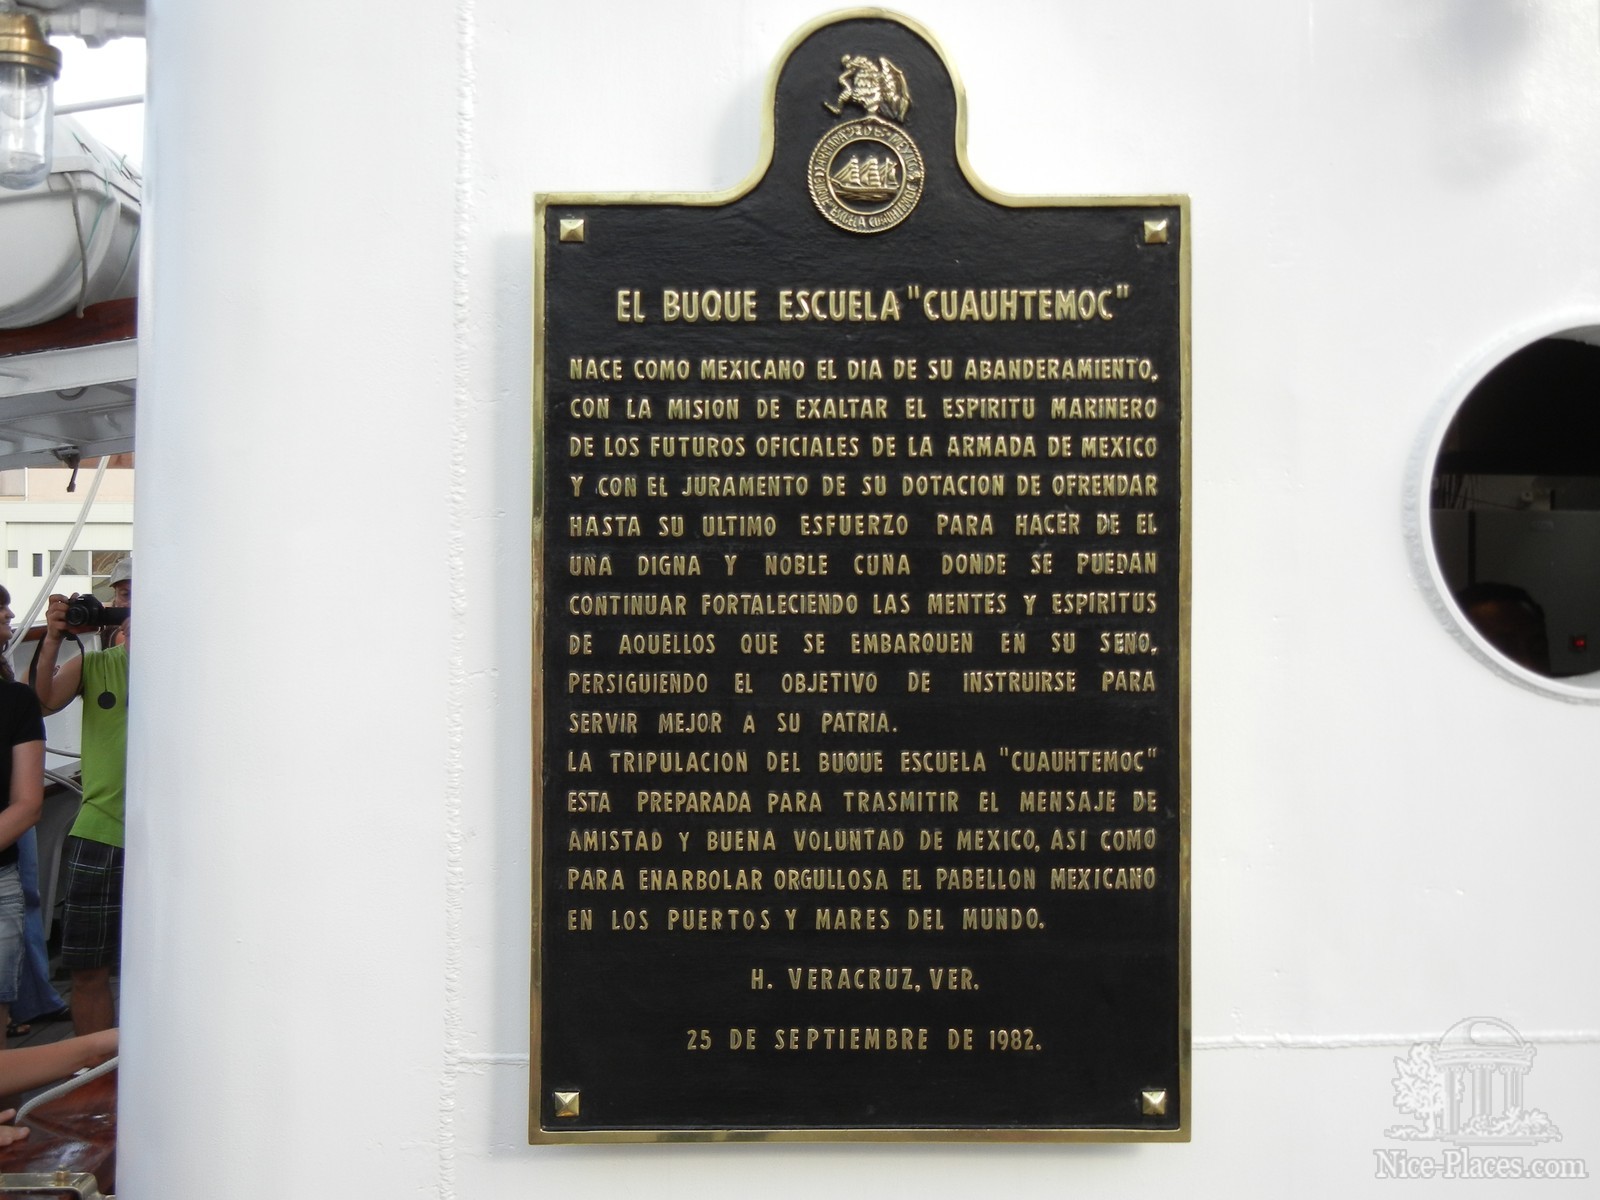 EL BUQUE ESCUELA "CUAUHTEMOC"
NACE COMO MEXICANO EL DIA DE SU ABANDERAMIENTO,
CON LA MISION DE EXALTAR EL ESPIRITU MARINERO
DE LOS FUTUROS OFICIALES DE LA ARMADA DE MEXICO
Y CON EL JURAMENTO DE SU DOTACION DE OFRENDAR
HASTA SU ULTIMO ESFUERZO PARA HACER DE EL
UNA DIGNA Y NOBLE CUNA DONDE SE PUEDAN
CONTINUAR FORTALECIENDO LAS MENTES Y ESPIRITUS
DE AQUELLOS QUE SE EMBARQUEN EN SU SENO,
PERSIGUIENDO EL OBJETIVO DE INSTRUIRSE PARA
SERVIR MEJOR A SU PATRIA.
LA TRIPULACION DEL BUQUE ESCUELA "CUAUHTEMOC"
ESTA PREPARADA PARA TRASMITIR EL MENSAJE DE
AMISTAD Y BUENA VOLUNTAD DE MEXICO, ASI COMO
PARA ENARBOLAR ORGULLOSA EL PABELLON MEXICANO
EN LOS PUERTOS Y MARES DEL MUNDO.
H. VERACRUZ, VER.
25 DE SEPTIEMBRE DE 1982.
Nice-Places.com